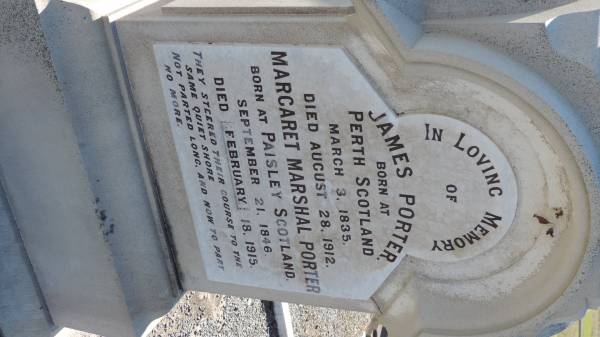 IN LOVING MEMORY
OF
JAMES PORTER.
BORN AT
PERTH SCOTLAND
MARCH 3. 1835.
DIED AUGUST 28. 1912.
MARGARET MARSHAL PORTER
BORN AT PAISLEY SCOTLAND.
SEPTEMBER 21. 1846.
DIED FEBRUARY 18. 1915.
THEY STEERED THEIR COURSE TO THE
SAME QUIET SHORE
NOT PARTED LONG, AND NOW TO PART
NO MORE.